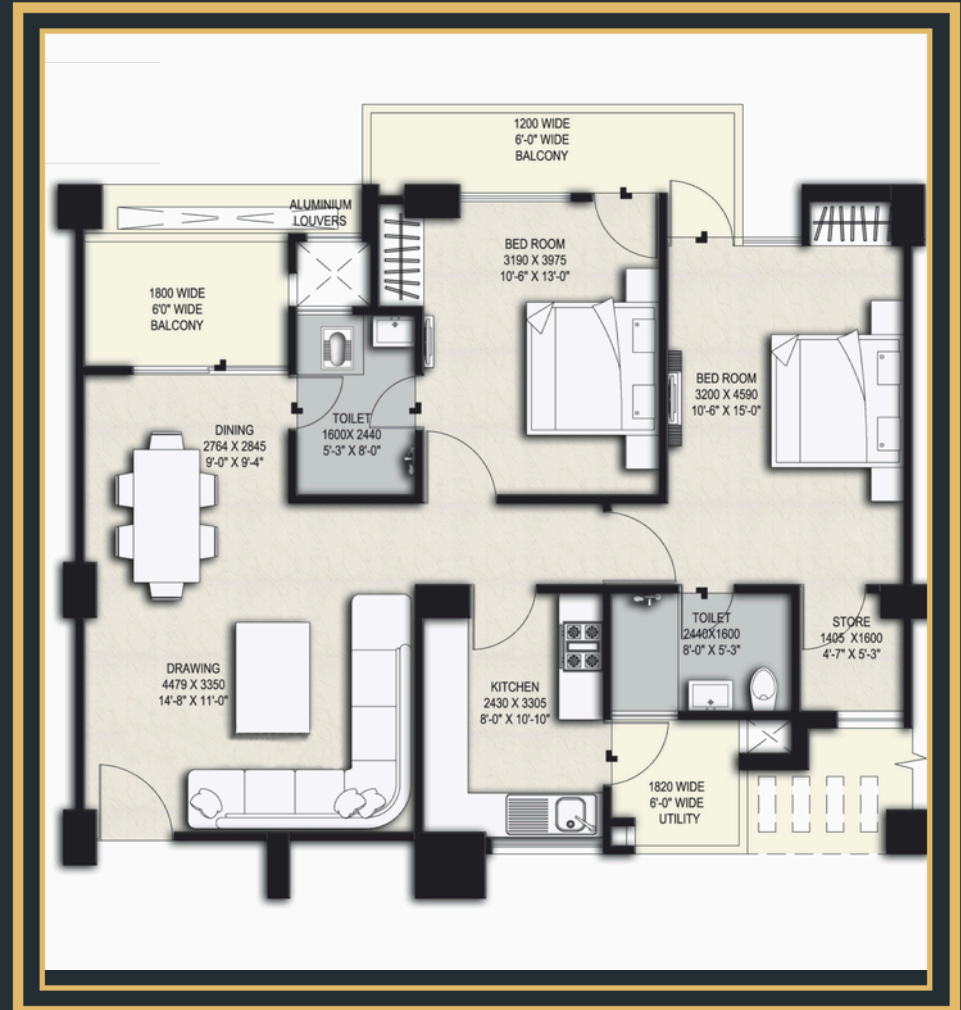 1200 WIDE
6'-0" WIDE
BALCONY
ALUMINIUM
LOUVERS
BED ROOM
3190 X 3975
10'-6" X 13'-0"
1800 WIDE
6'0" WIDE
BALCONY
BED ROOM
3200 X 4590
10'-6" X 15'-0"
DINING
2764 X 2845
9'-0" X 9'-4"
TOILET
1600X 2440
5'-3" X 8'-0"
TOILET
2440X1600
8'-0" X 5'-3"
STORE
1405 X1600
4'-7" X 5'-3"
DRAWING
4479 X 3350
14'-8" X 11'-0"
KITCHEN
2430 X 3305
8'-0" X 10'-10"
1820 WIDE
6'-0" WIDE
UTILITY